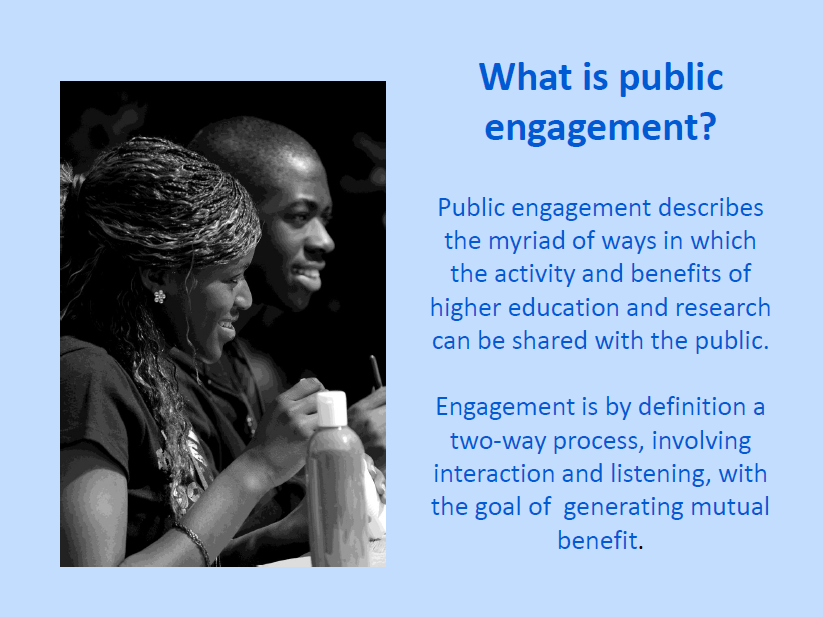 What is public
engagement?
Public engagement describes
the myriad of ways in which
the activity and benefits of
higher education and research
can be shared with the public.
Engagement is by definition a
two-way process, involving
interaction and listening, with
the goal of  generating mutual
benefit.